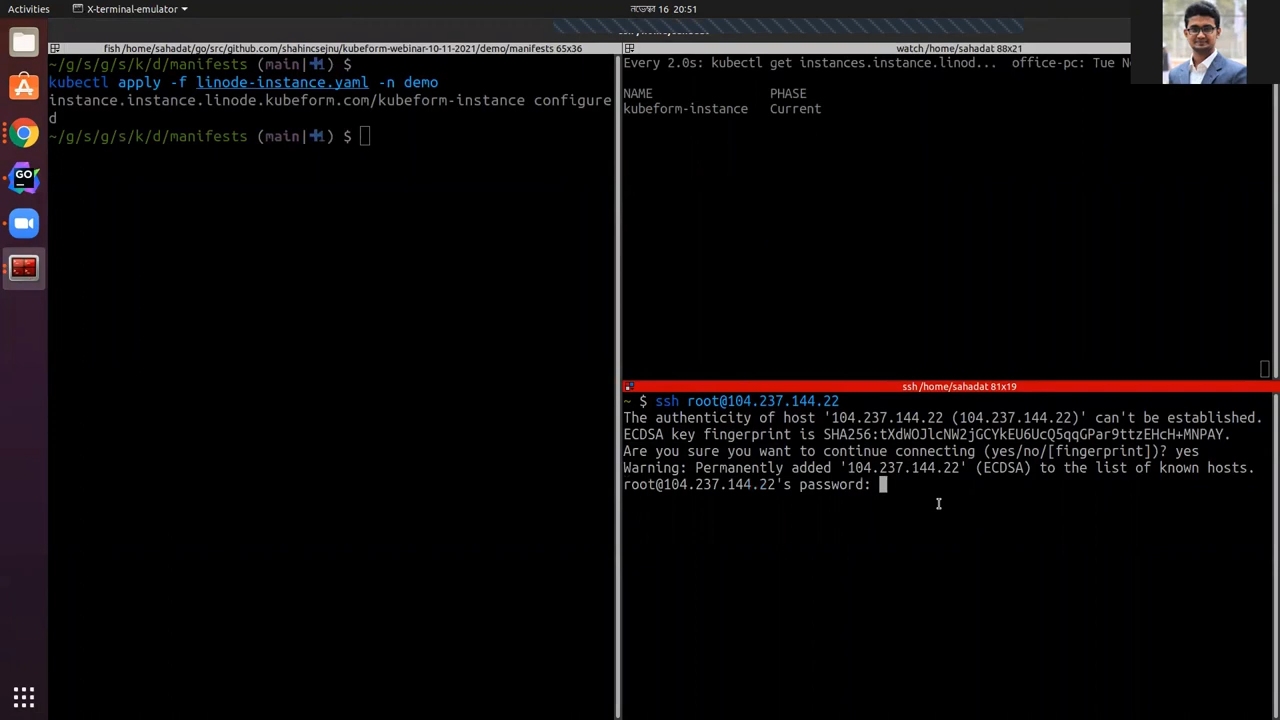 Activities X-terminal-emulator নভেম্বর 16 20:51
fish /home/sahadat/go/src/github.com/shahincsejnu/kubeform-webinar-10-11-2021/demo/manifests 65x36
~/g/s/g/s/k/d/manifests (main|✚1) $
kubectl apply -f linode-instance.yaml -n demo
instance.instance.linode.kubeform.com/kubeform-instance configure
d
~/g/s/g/s/k/d/manifests (main|✚1) $
watch /home/sahadat 88x21
Every 2.0s: kubectl get instances.instance.linod... office-pc: Tue No
NAME PHASE
kubeform-instance Current
ssh /home/sahadat 81x19
~ $ ssh root@104.237.144.22
The authenticity of host '104.237.144.22 (104.237.144.22)' can't be established.
ECDSA key fingerprint is SHA256:tXdWOJlcNW2jGCYkEU6UcQ5qqGPar9ttzEHcH+MNPAY.
Are you sure you want to continue connecting (yes/no/[fingerprint])? yes
Warning: Permanently added '104.237.144.22' (ECDSA) to the list of known hosts.
root@104.237.144.22's password:
GO